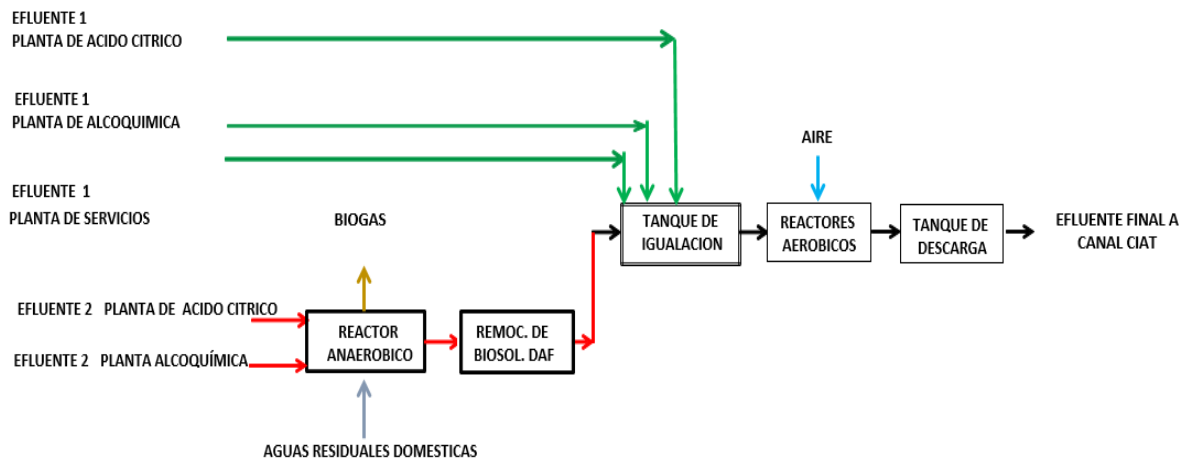 EFLUENTE 1
PLANTA DE ACIDO CITRICO
EFLUENTE 1
PLANTA DE ALCOQUIMICA
EFLUENTE 1
PLANTA DE SERVICIOS
BIOGAS
AIRE
TANQUE DE
IGUALACION
REACTORES
AEROBICOS
TANQUE DE
DESCARGA
EFLUENTE FINAL A
CANAL CIAT
EFLUENTE 2 PLANTA DE ACIDO CITRICO
EFLUENTE 2 PLANTA ALCOQUÍMICA
REACTOR
ANAEROBICO
REMOC. DE
BIOSOL. DAF
AGUAS RESIDUALES DOMESTICAS